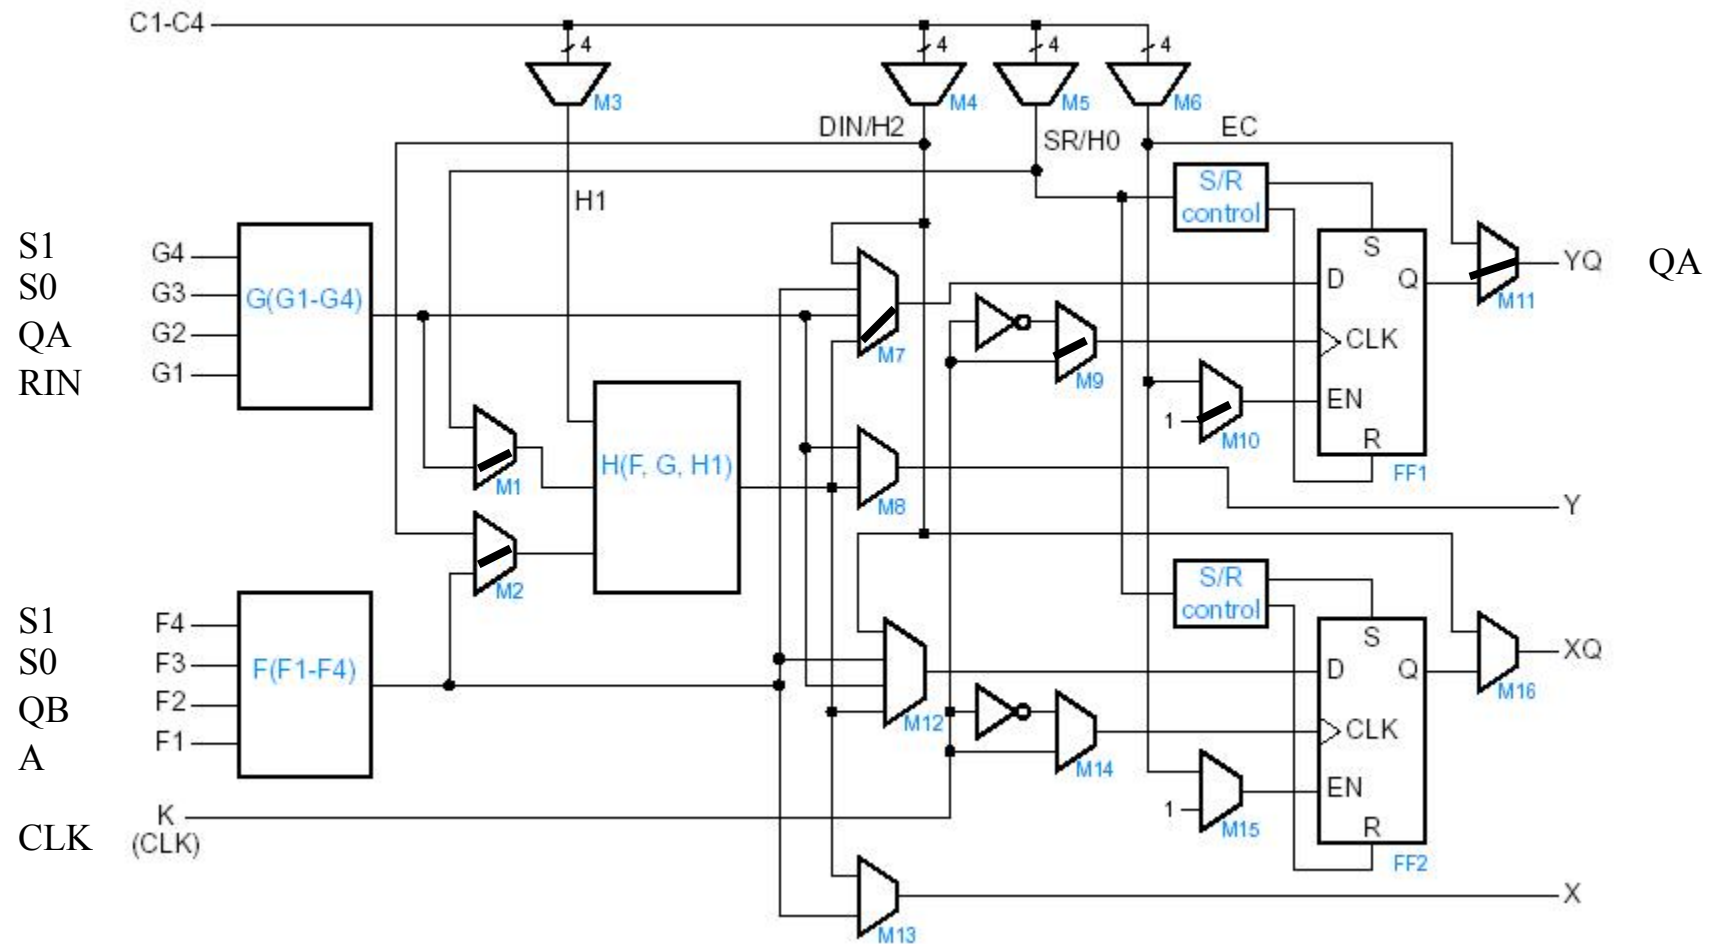 C1-C4
4
4
4
4
M3
M4
M5
M6
DIN/H2
SR/H0
EC
H1
S/R
control
S1
G4
S0
G3
QA
G2
RIN
G1
G(G1-G4)
M7
M9
S
D
Q
CLK
EN
R
FF1
1
M10
M11
YQ
QA
M1
H(F, G, H1)
M8
Y
M2
S1
F4
S0
F3
QB
F2
A
F1
F(F1-F4)
S/R
control
M12
M14
S
D
Q
CLK
EN
R
FF2
1
M15
M16
XQ
CLK
K
(CLK)
M13
X